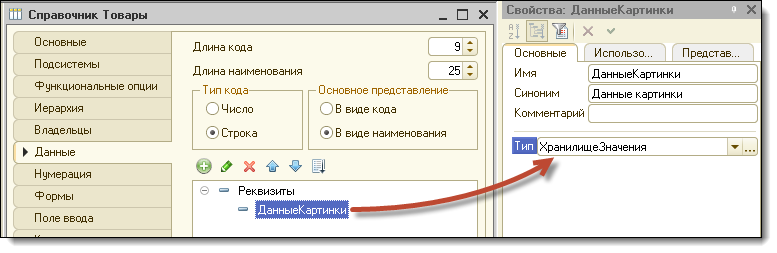 Справочник Товары
Основные
Подсистемы
Функциональные опции
Иерархия
Владельцы
Данные
Нумерация
Формы
Поле ввода
Длина кода
9
Длина наименования
25
Тип кода
Число
Строка
Основное представление
В виде кода
В виде наименования
Реквизиты
ДанныеКартинки
Свойства: ДанныеКартинки
Основные
Использо...
Представ...
Имя
ДанныеКартинки
Синоним
Данные картинки
Комментарий
Тип
ХранилищеЗначения